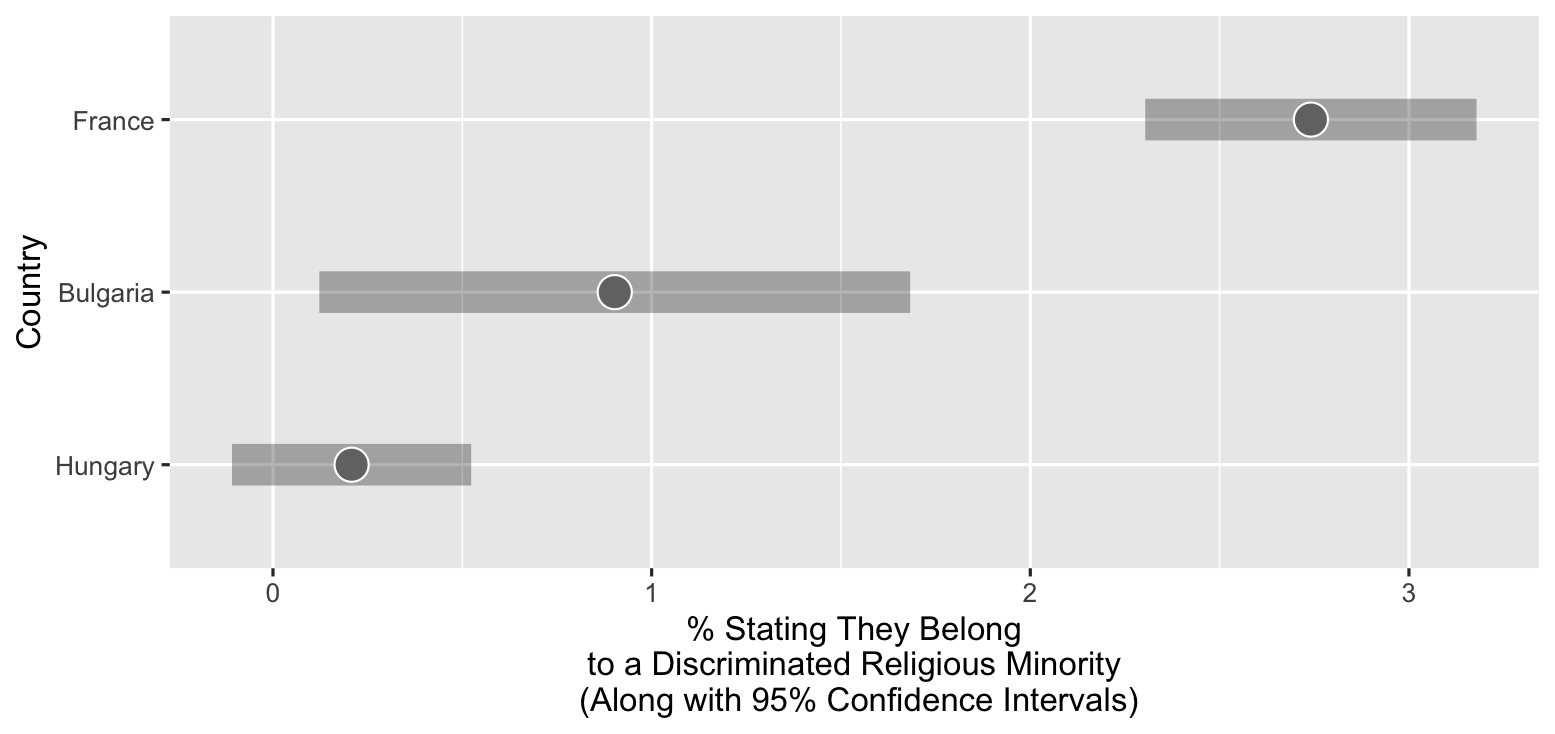 Country
France
Bulgaria
Hungary
0 1 2 3
% Stating They Belong
to a Discriminated Religious Minority
(Along with 95% Confidence Intervals)